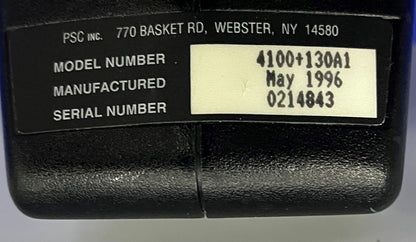 PSC INC. 770 BASKET RD, WEBSTER, NY 14580
MODEL NUMBER 4100+130A1
MANUFACTURED May 1996
SERIAL NUMBER 0214843